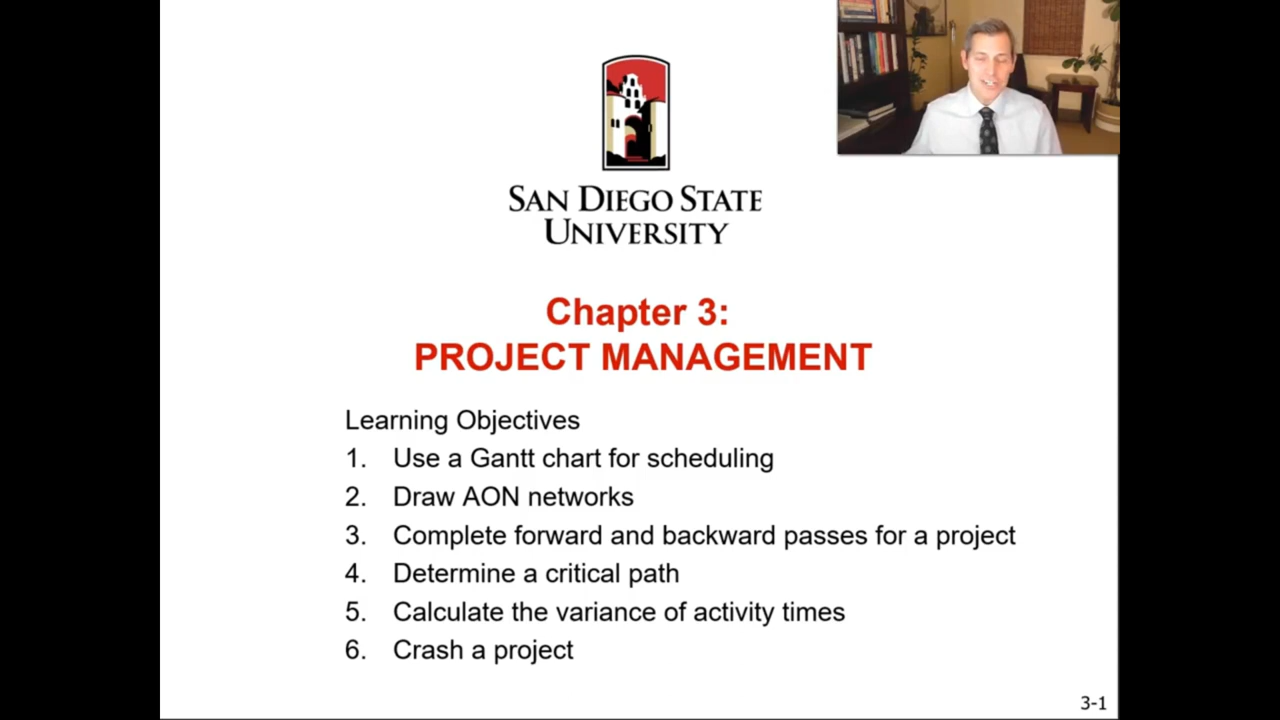 SAN DIEGO STATE
UNIVERSITY
Chapter 3:
PROJECT MANAGEMENT
Learning Objectives
1. Use a Gantt chart for scheduling
2. Draw AON networks
3. Complete forward and backward passes for a project
4. Determine a critical path
5. Calculate the variance of activity times
6. Crash a project
3-1